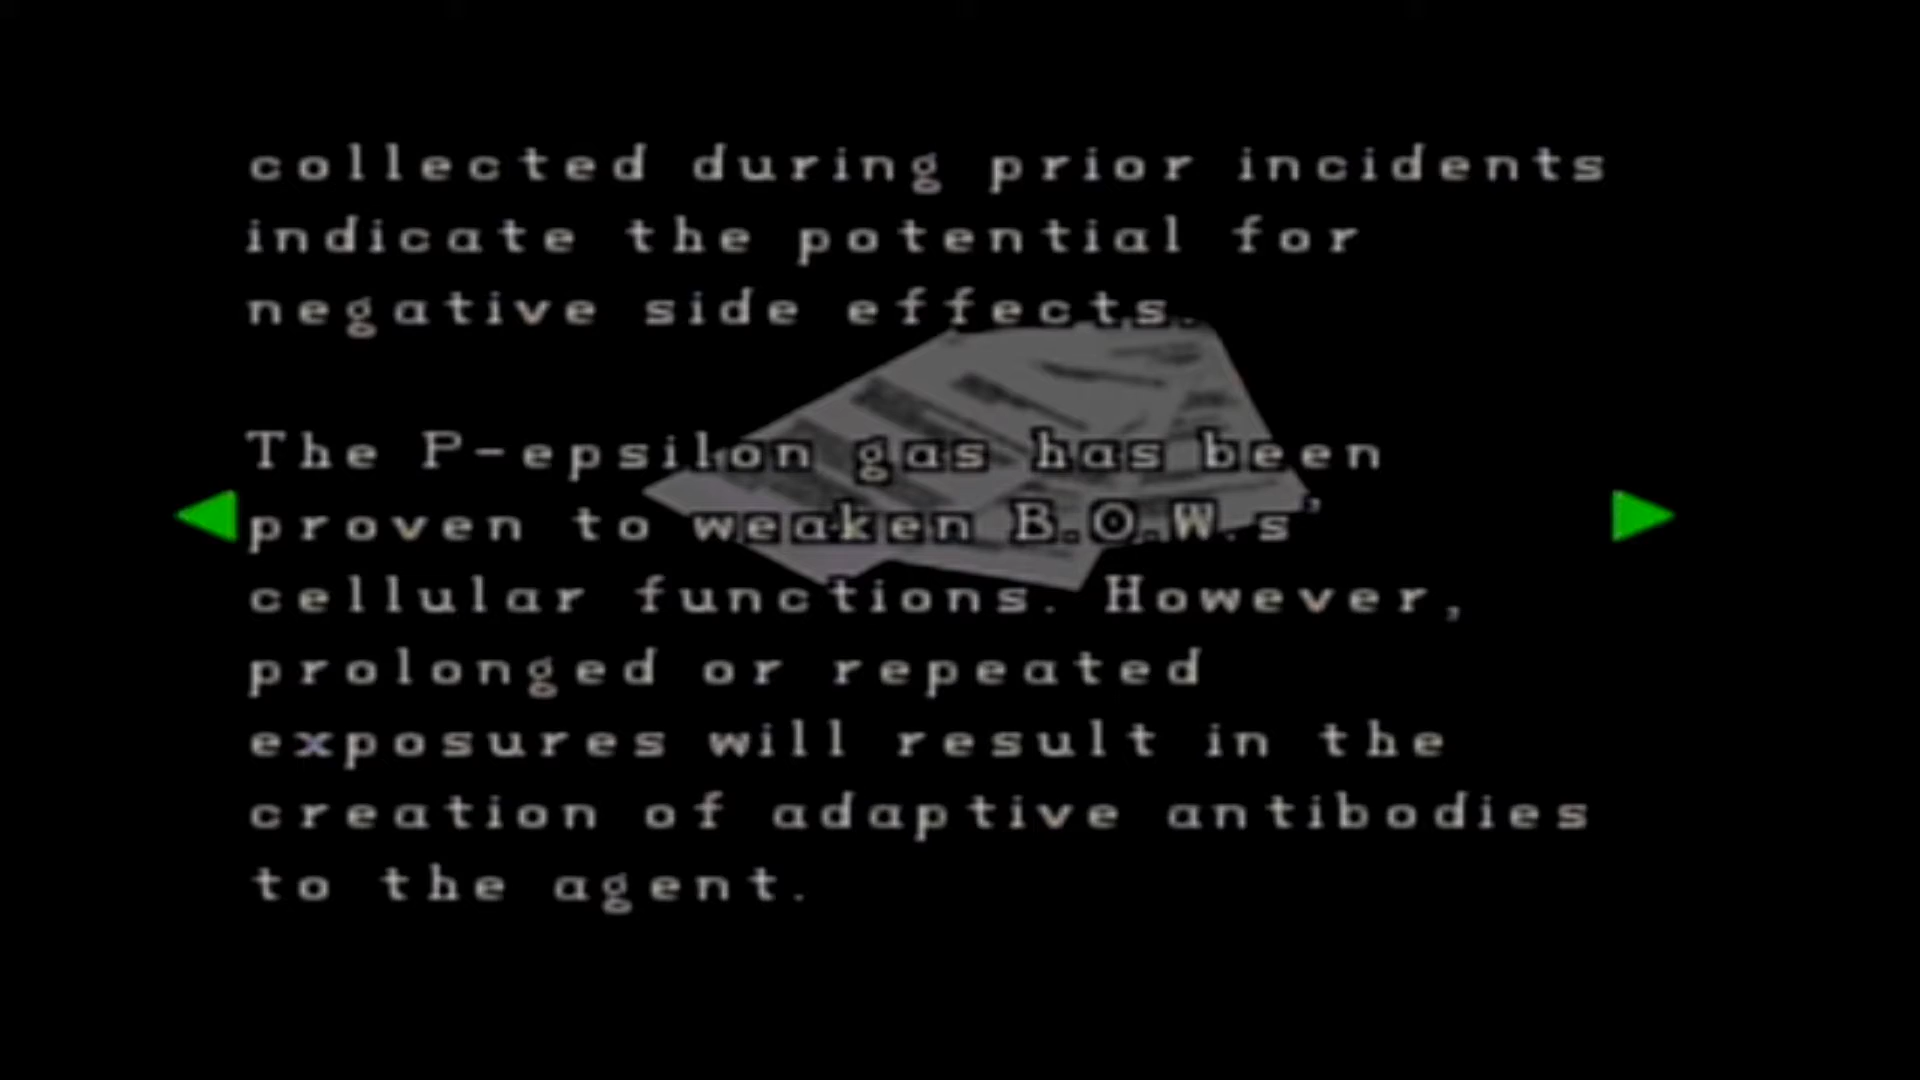 collected during prior incidents
indicate the potential for
negative side effects.
The P-epsilon gas has been
proven to weaken B.O.W.s'
cellular functions. However,
prolonged or repeated
exposures will result in the
creation of adaptive antibodies
to the agent.